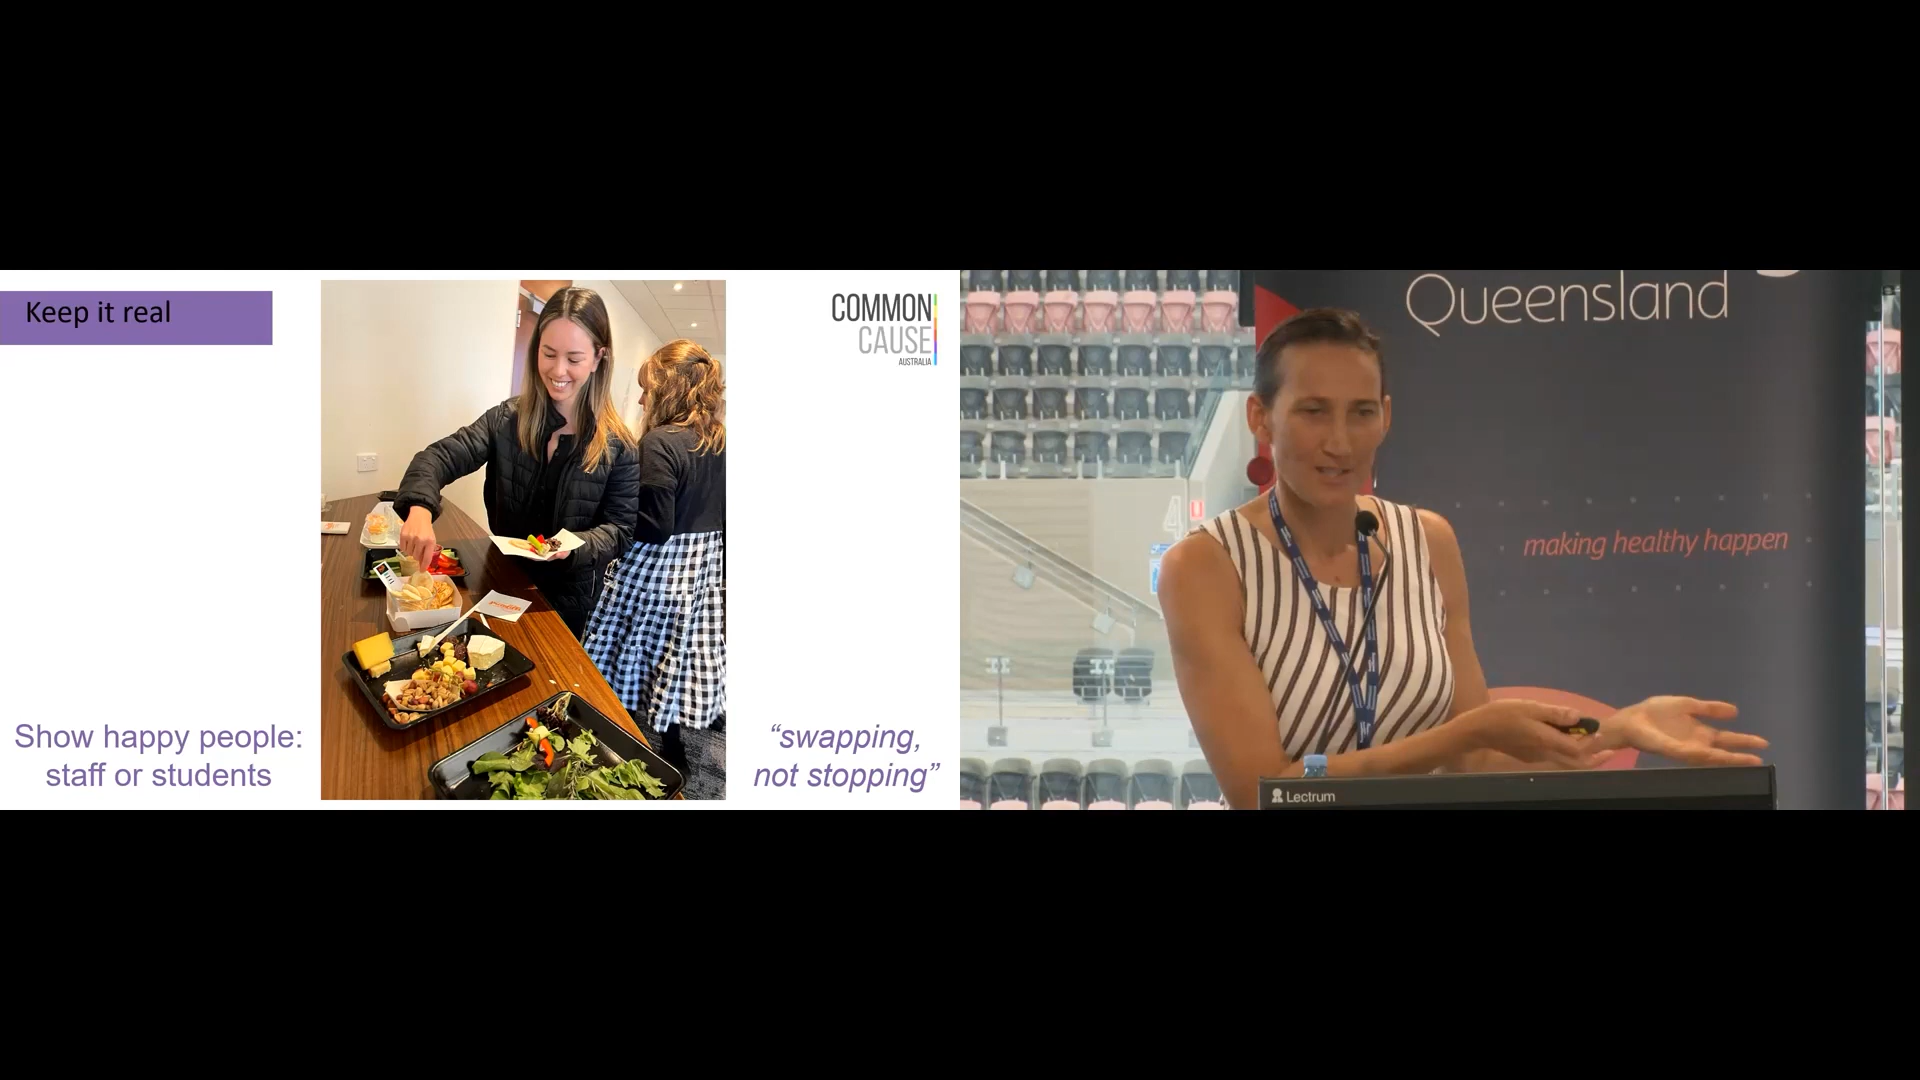 Keep it real
COMMON
CAUSE
AUSTRALIA
Show happy people:
staff or students
“swapping,
not stopping”
Queensland
making healthy happen
4
Lectrum